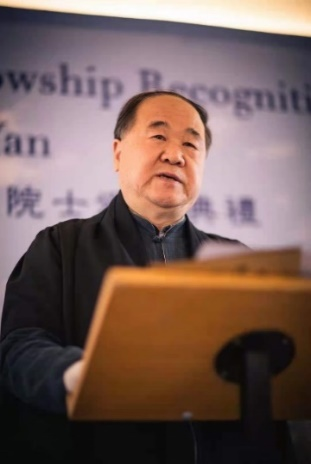 owship Recogniti
Yan
院士 典禮